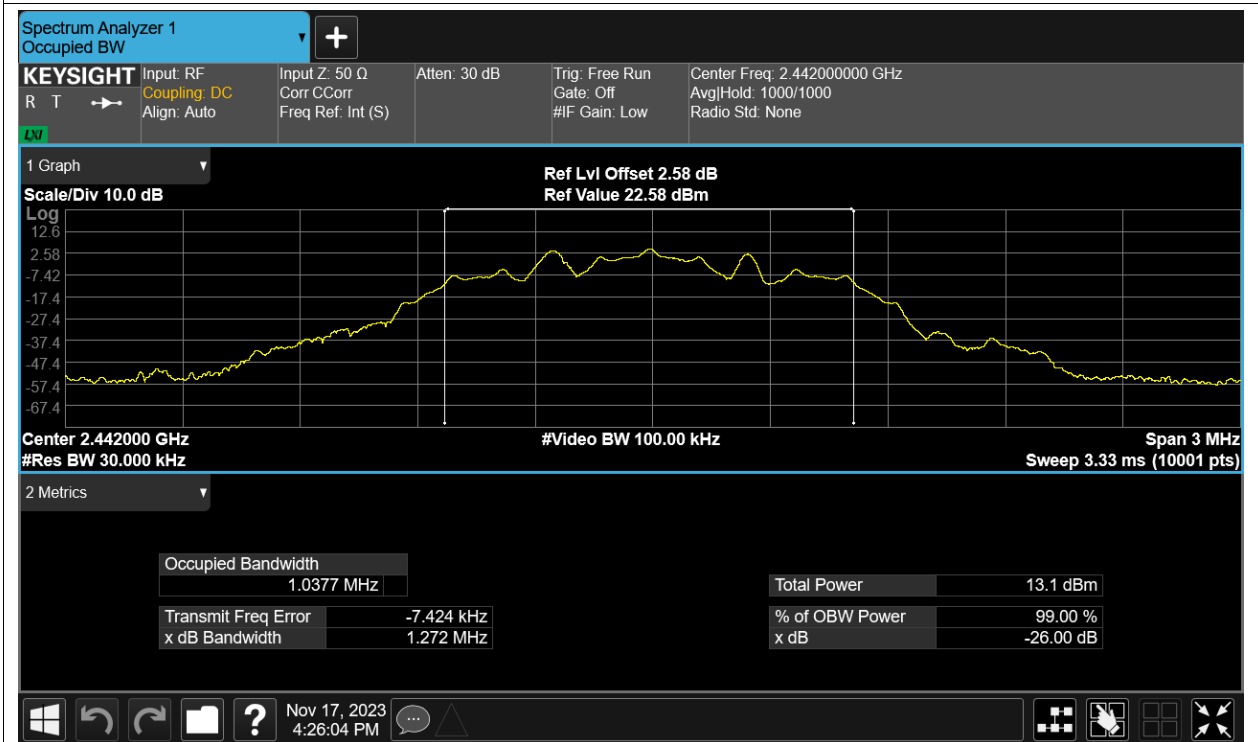 Spectrum Analyzer 1
Occupied BW
KEYSIGHT
R T
LXI
Input: RF
Coupling: DC
Align: Auto
Input Z: 50 Ω
Corr CCorr
Freq Ref: Int (S)
Atten: 30 dB
Trig: Free Run
Gate: Off
#IF Gain: Low
Center Freq: 2.442000000 GHz
Avg|Hold: 1000/1000
Radio Std: None
1 Graph
Scale/Div 10.0 dB
Ref Lvl Offset 2.58 dB
Ref Value 22.58 dBm
Log
12.6
2.58
-7.42
-17.4
-27.4
-37.4
-47.4
-57.4
-67.4
Center 2.442000 GHz
#Video BW 100.00 kHz
Span 3 MHz
#Res BW 30.000 kHz
Sweep 3.33 ms (10001 pts)
2 Metrics
Occupied Bandwidth
1.0377 MHz
Total Power 13.1 dBm
Transmit Freq Error -7.424 kHz
% of OBW Power 99.00 %
x dB Bandwidth 1.272 MHz
x dB -26.00 dB
?
Nov 17, 2023
4:26:04 PM